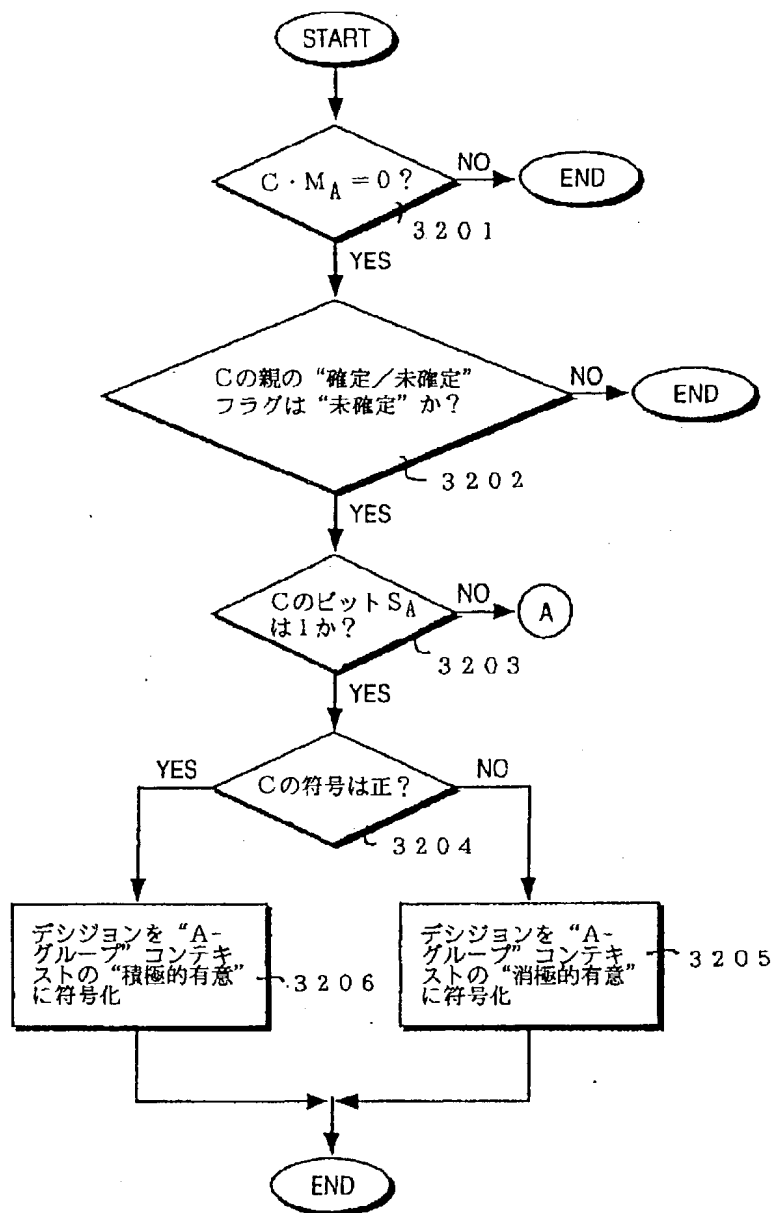 START
C・M_A＝0？
NO
END
3201
YES
Cの親の“確定／未確定”
フラグは“未確定”か？
NO
END
3202
YES
CのビットS_A
は1か？
NO
A
3203
YES
Cの符号は正？
YES
NO
3204
デシジョンを“A-
グループ”コンテキ
ストの“積極的有意”
に符号化
3206
デシジョンを“A-
グループ”コンテキ
ストの“消極的有意”
に符号化
3205
END